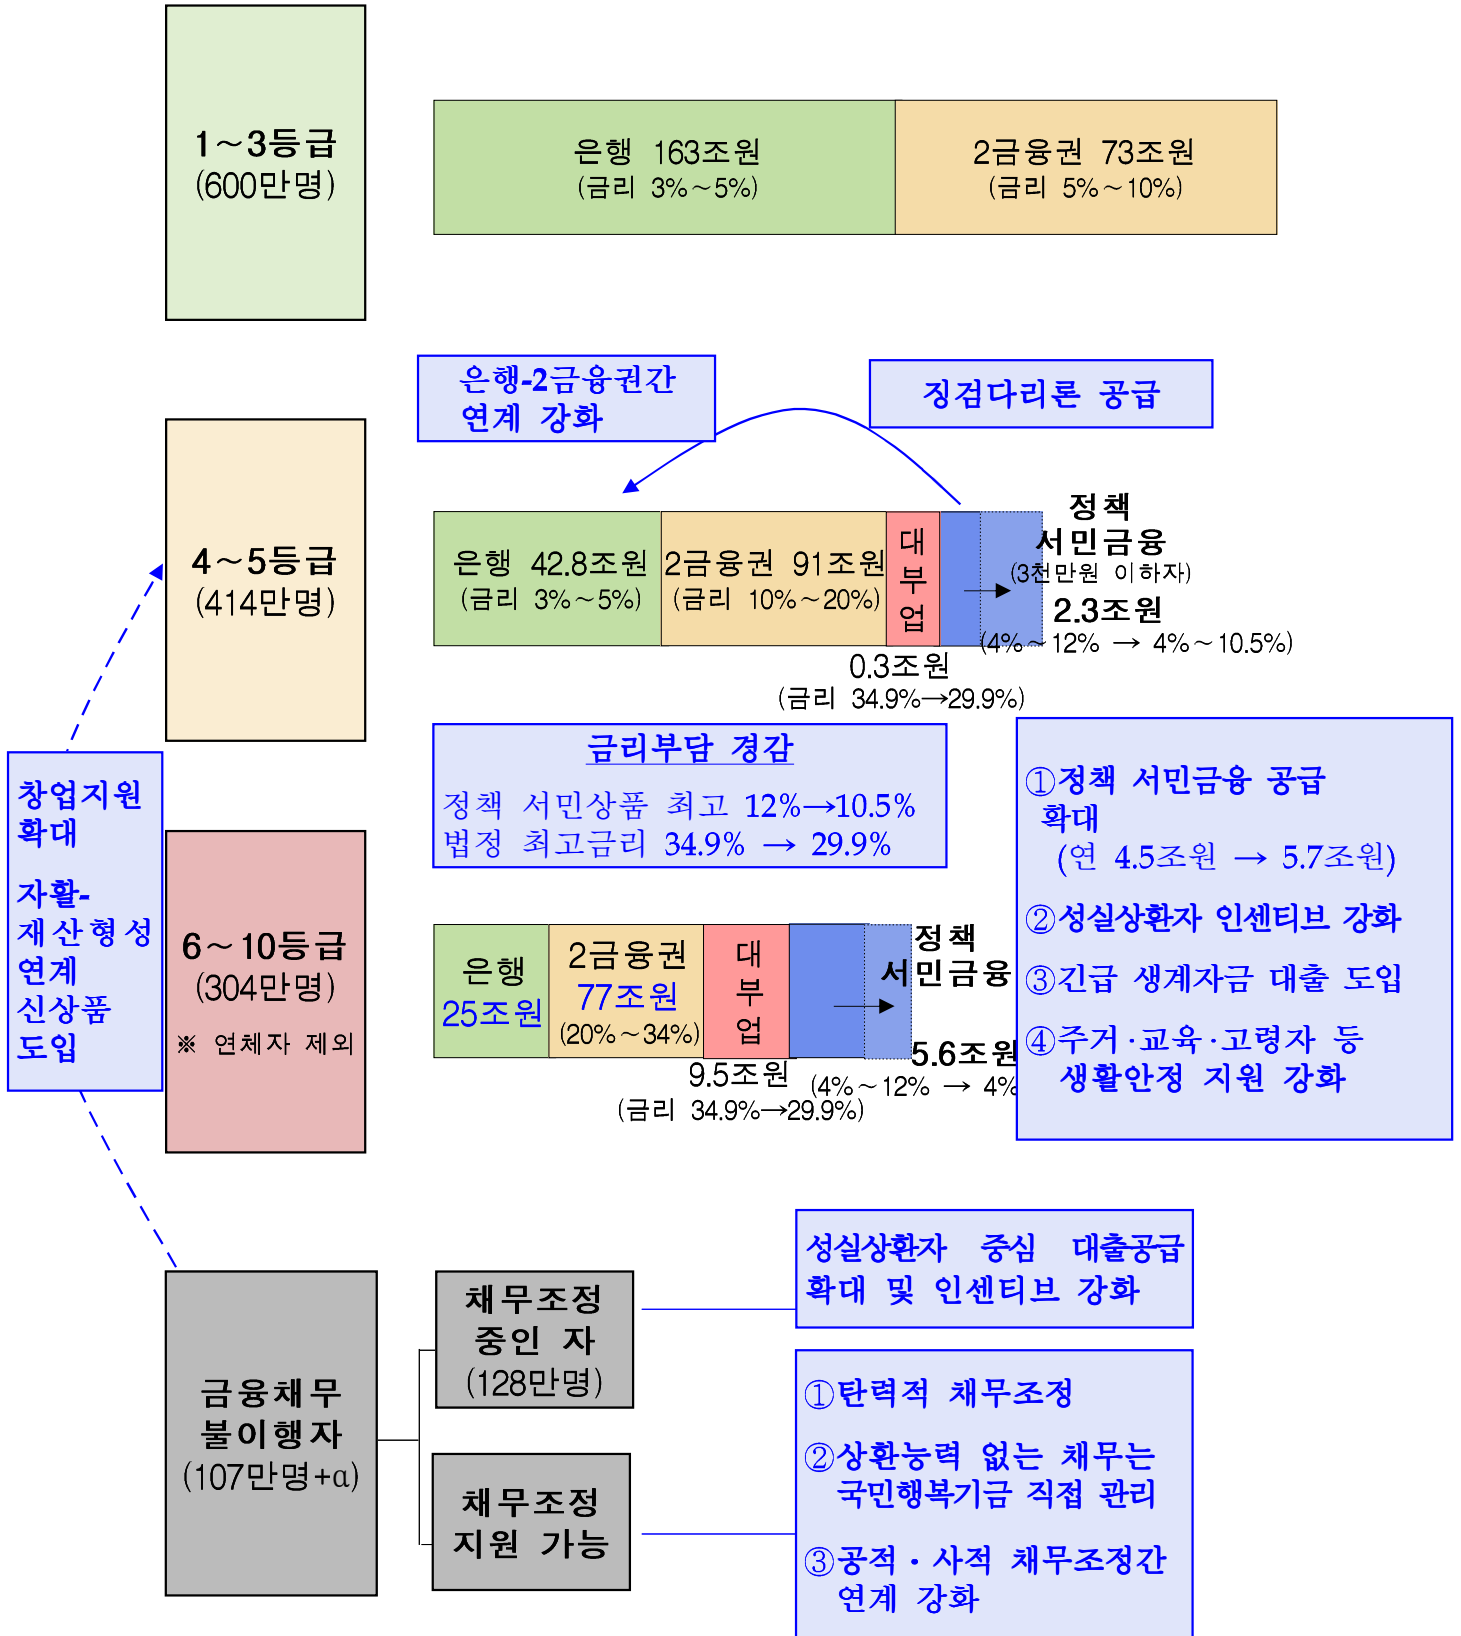 1~3등급
(600만명)
은행 163조원
(금리 3%~5%)
2금융권 73조원
(금리 5%~10%)
은행-2금융권간
연계 강화
징검다리론 공급
4~5등급
(414만명)
은행 42.8조원
(금리 3%~5%)
2금융권 91조원
(금리 10%~20%)
대
부
업
정책
서민금융
(3천만원 이하자)
2.3조원
(4%~12% → 4%~10.5%)
0.3조원
(금리 34.9%→29.9%)
금리부담 경감
정책 서민상품 최고 12%→10.5%
법정 최고금리 34.9% → 29.9%
①정책 서민금융 공급
확대
(연 4.5조원 → 5.7조원)
②성실상환자 인센티브 강화
③긴급 생계자금 대출 도입
④주거·교육·고령자 등
생활안정 지원 강화
창업지원
확대
자활-
재산형성
연계
신상품
도입
6~10등급
(304만명)
※ 연체자 제외
은행
25조원
2금융권
77조원
(20%~34%)
대
부
업
정책
서민금융
5.6조원
(4%~12% → 4%
9.5조원
(금리 34.9%→29.9%)
금융채무
불이행자
(107만명+α)
채무조정
중인 자
(128만명)
채무조정
지원 가능
성실상환자 중심 대출공급
확대 및 인센티브 강화
①탄력적 채무조정
②상환능력 없는 채무는
국민행복기금 직접 관리
③공적·사적 채무조정간
연계 강화